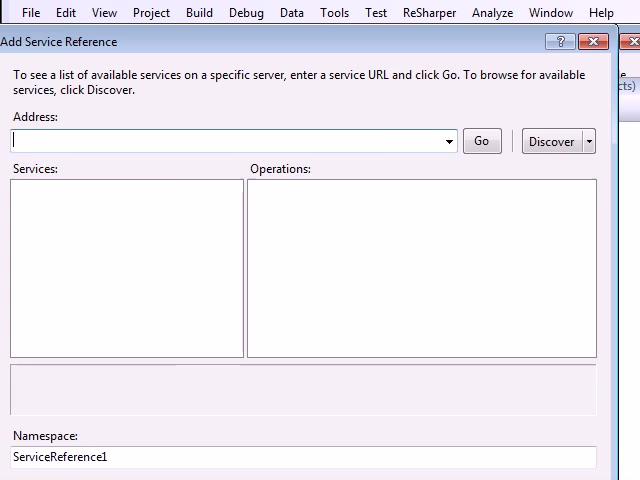 File Edit View Project Build Debug Data Tools Test ReSharper Analyze Window Help
Add Service Reference
?
To see a list of available services on a specific server, enter a service URL and click Go. To browse for available
services, click Discover.
cts)
Address:
Go Discover
Services: Operations:
Namespace:
ServiceReference1